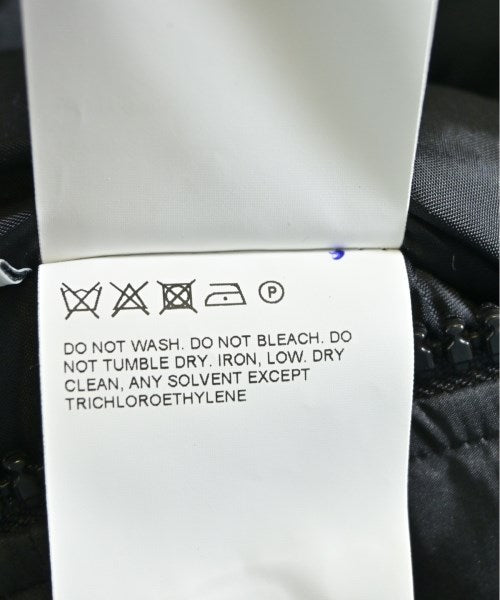 P
DO NOT WASH. DO NOT BLEACH. DO
NOT TUMBLE DRY. IRON, LOW. DRY
CLEAN, ANY SOLVENT EXCEPT
TRICHLOROETHYLENE